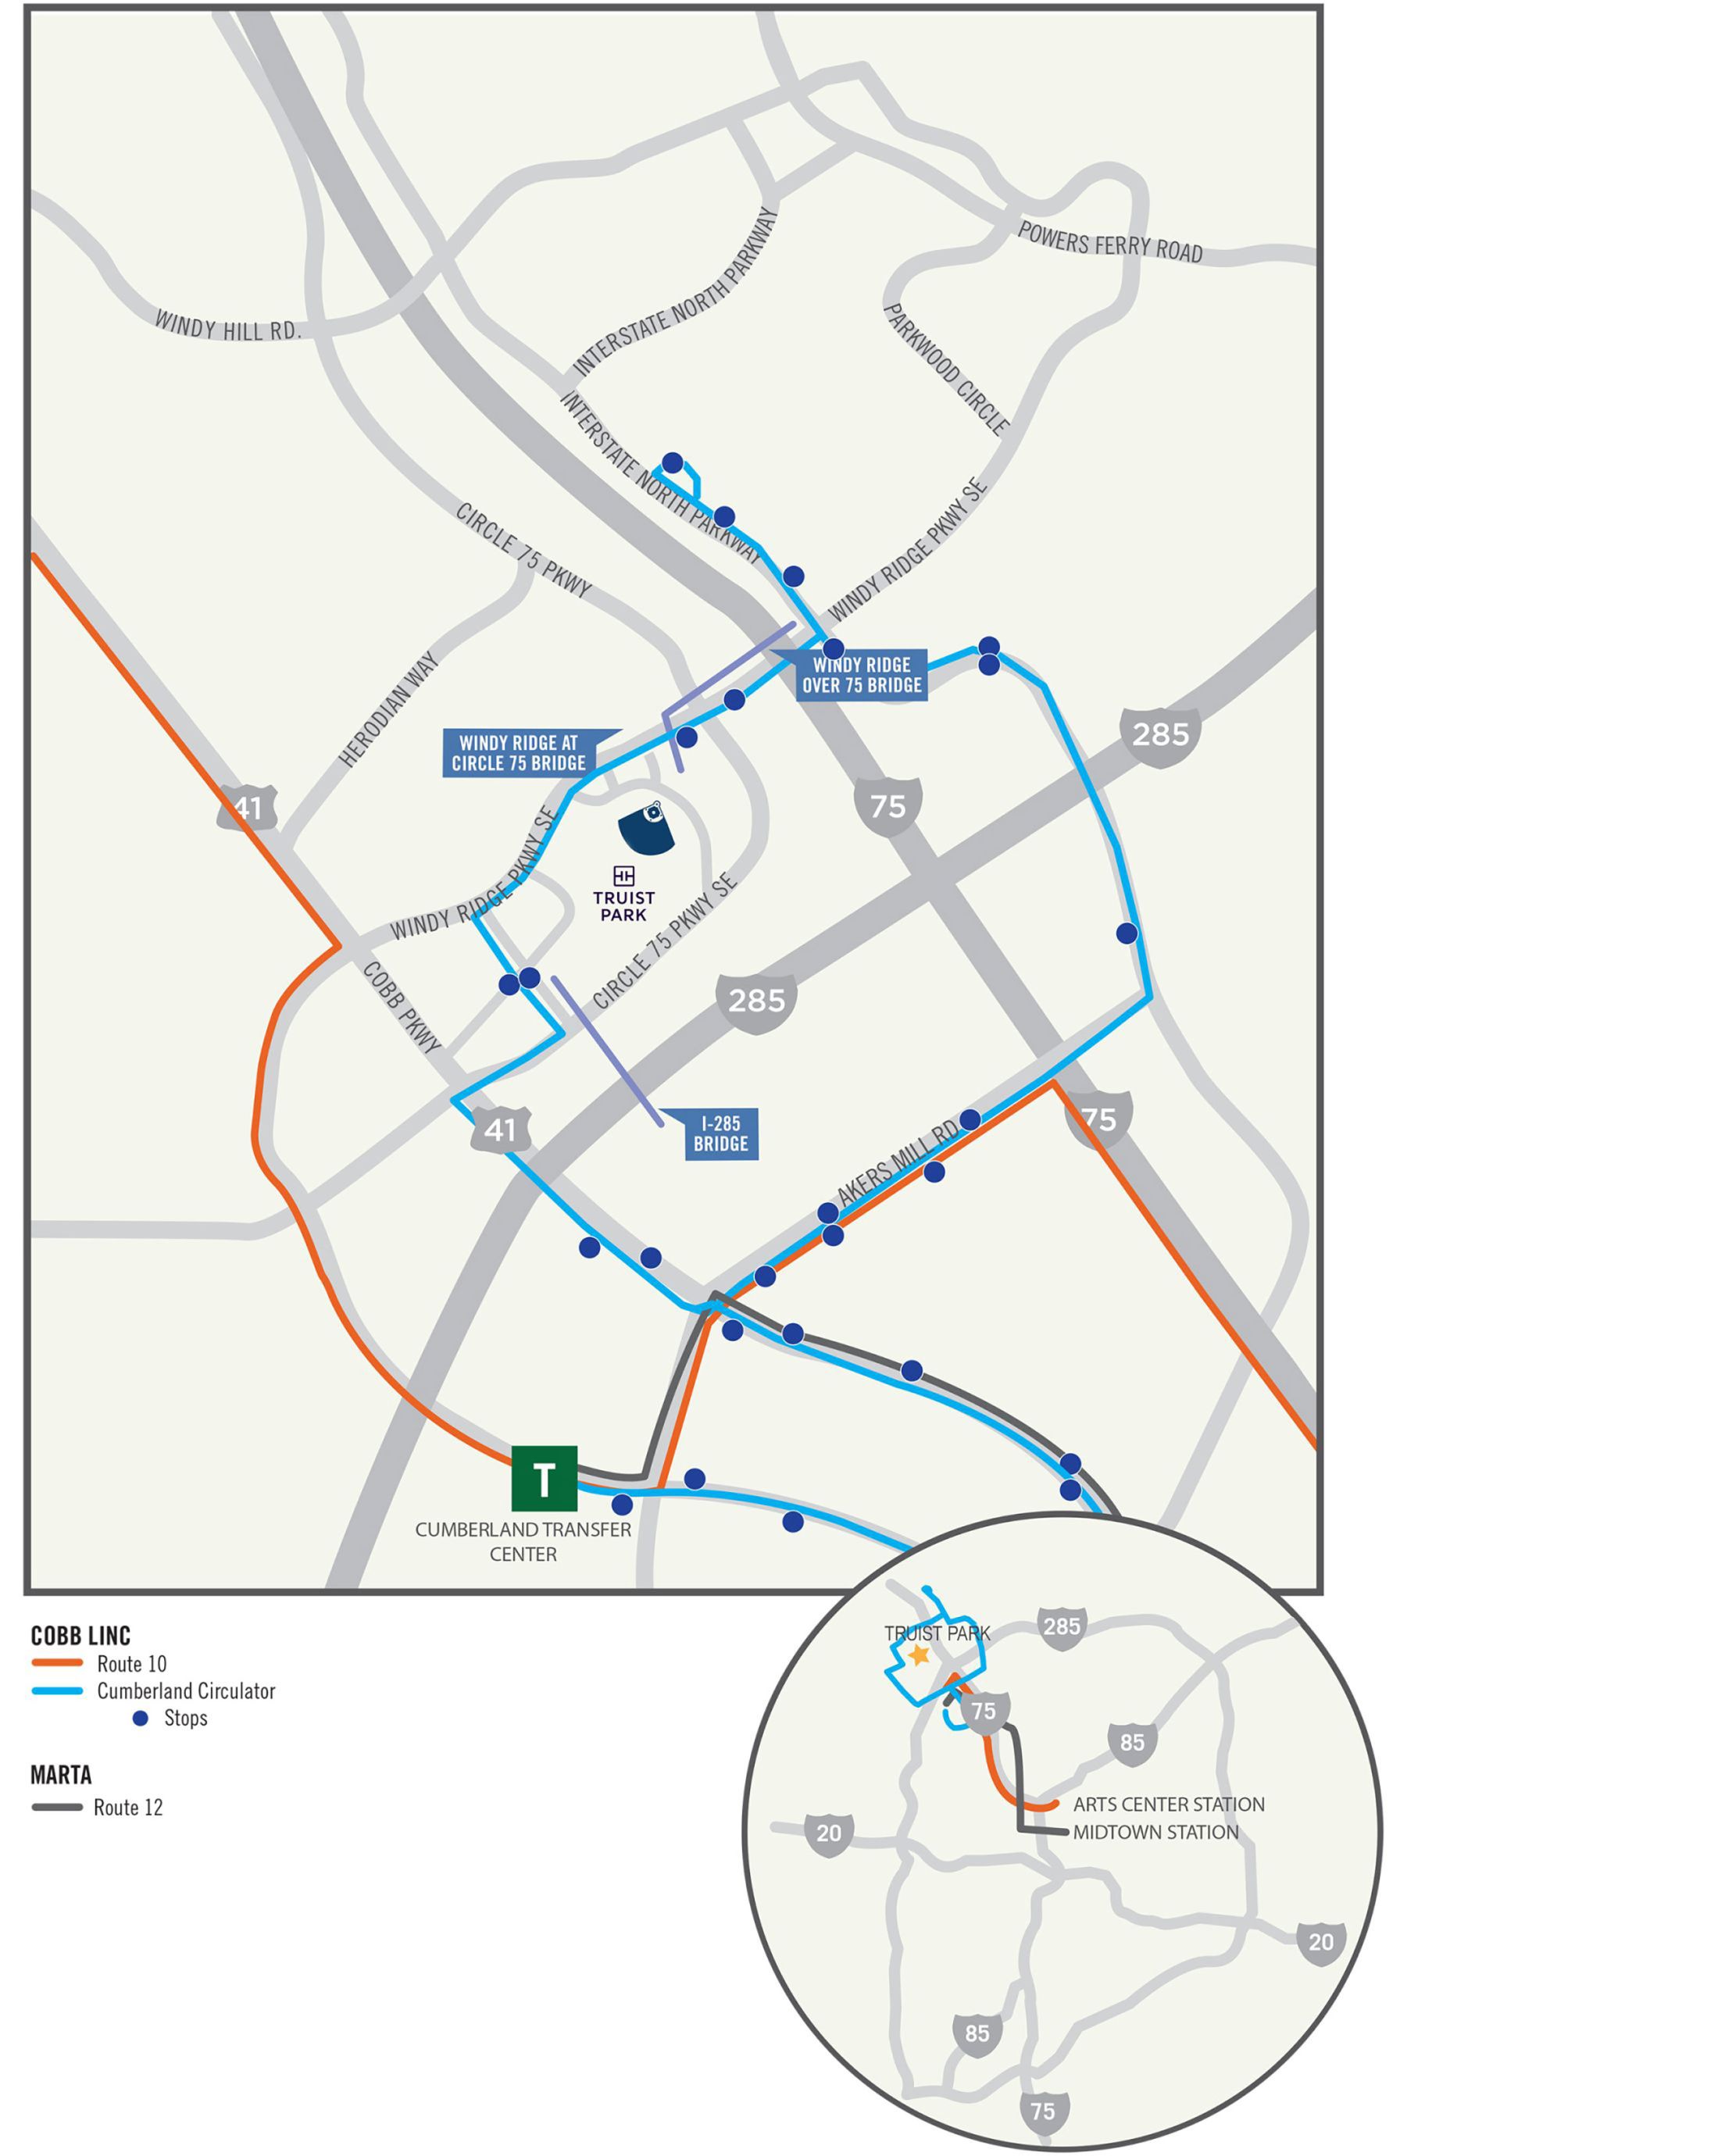 POWERS FERRY ROAD
INTERSTATE NORTH PARKWAY
WINDY HILL RD.
PARKWOOD CIRCLE
INTERSTATE NORTH PARKWAY
CIRCLE 75 PKWY
WINDY RIDGE PKWY SE
HERODIAN WAY
WINDY RIDGE
OVER 75 BRIDGE
285
WINDY RIDGE AT
CIRCLE 75 BRIDGE
41
75
WINDY RIDGE PKWY SE
TRUIST
PARK
CIRCLE 75 PKWY SE
COBB PKWY
285
41
I-285
BRIDGE
75
AKERS MILL RD.
T
CUMBERLAND TRANSFER
CENTER
COBB LINC
Route 10
Cumberland Circulator
Stops
MARTA
Route 12
TRUIST PARK
285
75
85
ARTS CENTER STATION
MIDTOWN STATION
20
20
85
75